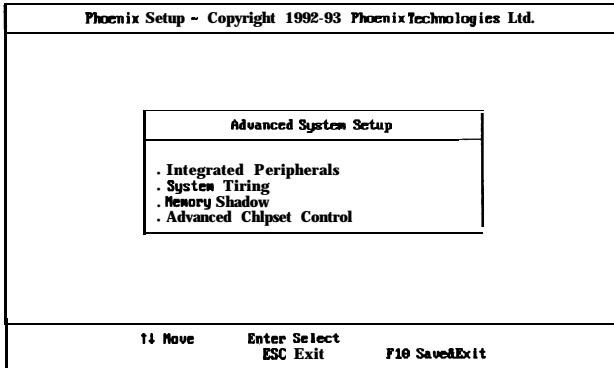 Phoenix Setup ~ Copyright 1992-93 Phoenix Technologies Ltd.
Advanced System Setup
. Integrated Peripherals
. System Tiring
. Memory Shadow
. Advanced Chlpset Control
↑↓ Move Enter Select
ESC Exit F10 Save&Exit